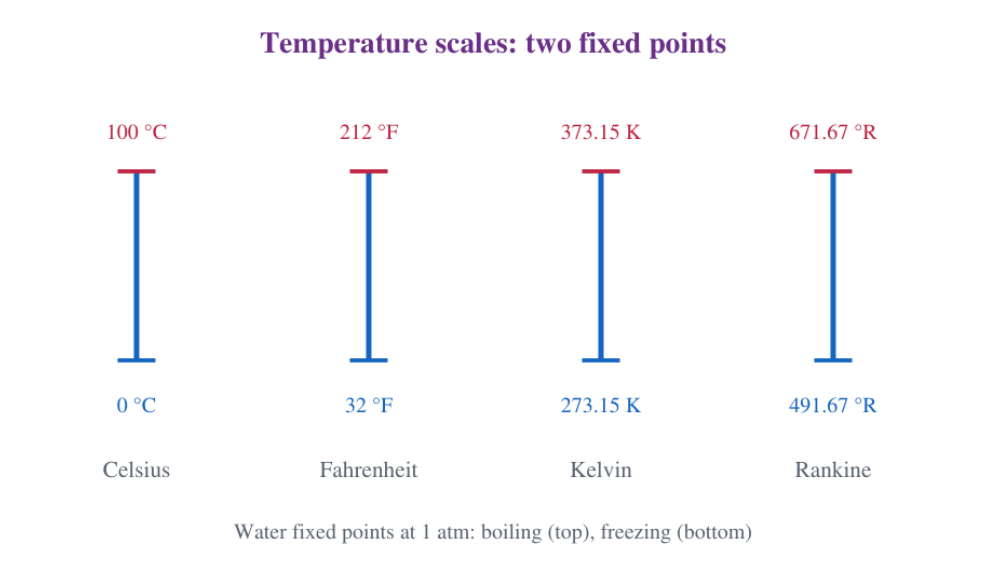 Temperature scales: two fixed points
100 °C 212 °F 373.15 K 671.67 °R
0 °C 32 °F 273.15 K 491.67 °R
Celsius Fahrenheit Kelvin Rankine
Water fixed points at 1 atm: boiling (top), freezing (bottom)